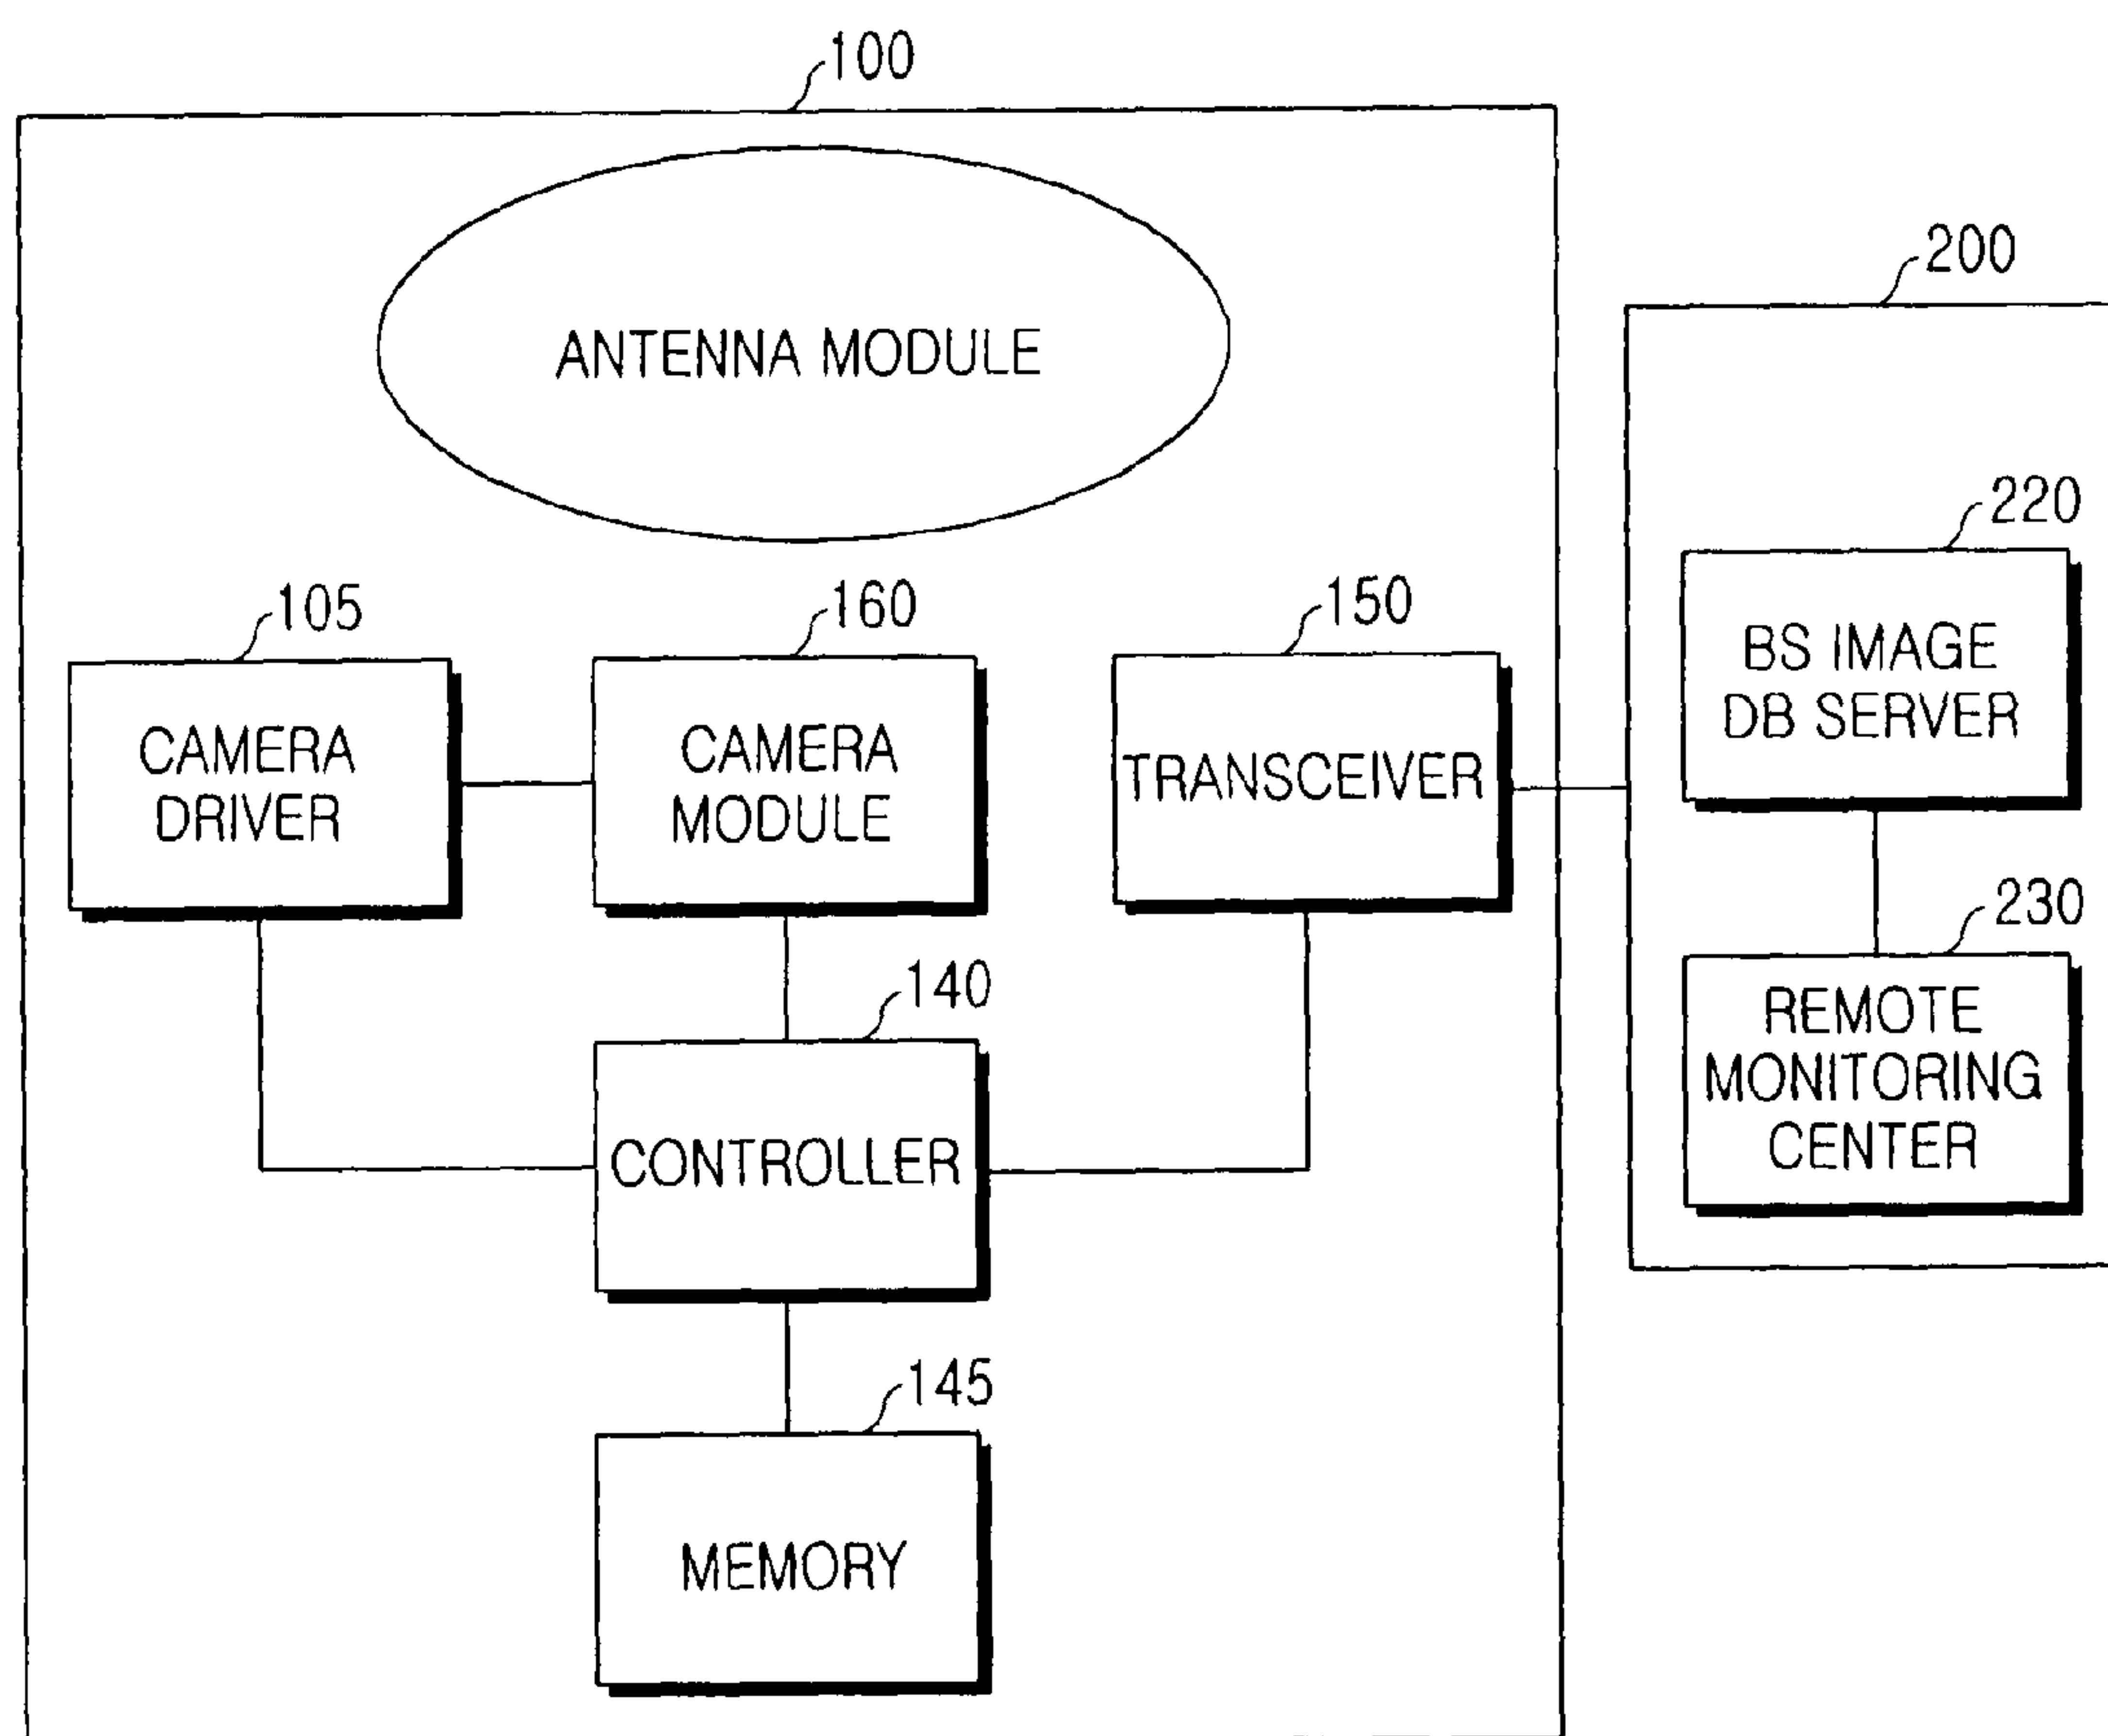 100
ANTENNA MODULE
200
220
BS IMAGE
DB SERVER
105
CAMERA
DRIVER
160
CAMERA
MODULE
150
TRANSCEIVER
230
REMOTE
MONITORING
CENTER
140
CONTROLLER
145
MEMORY